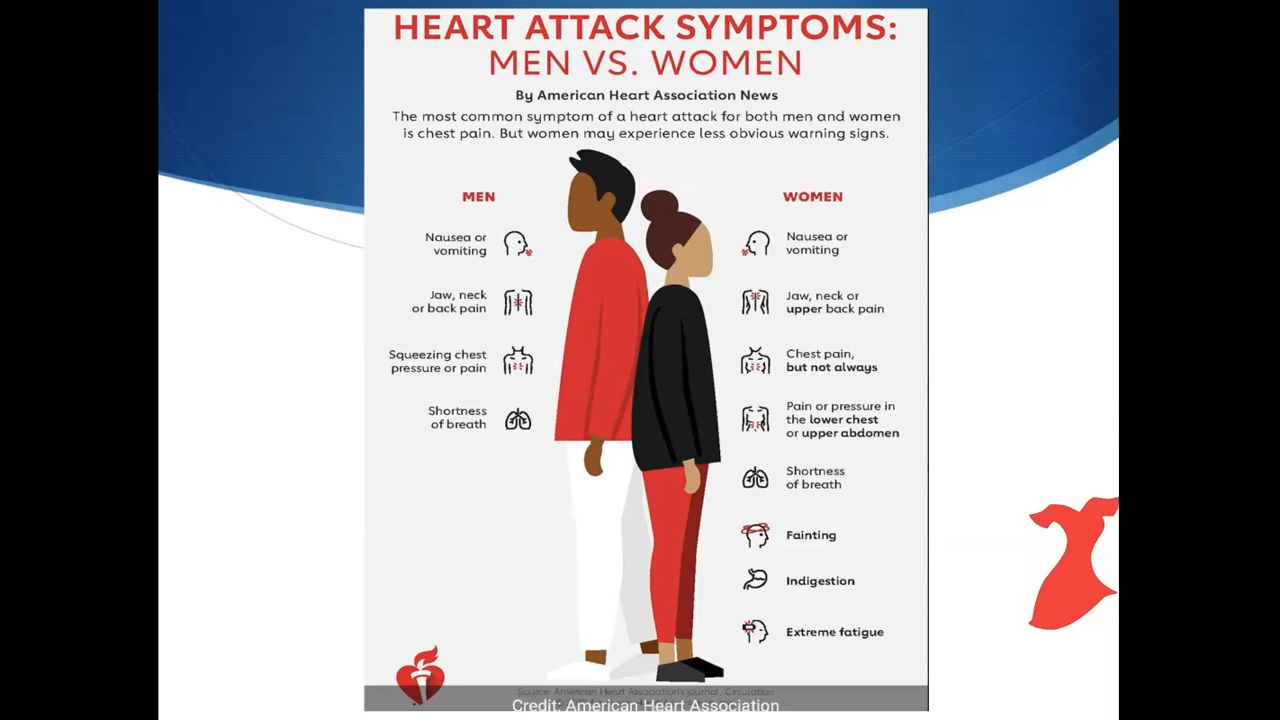 HEART ATTACK SYMPTOMS:
MEN VS. WOMEN
By American Heart Association News
The most common symptom of a heart attack for both men and women
is chest pain. But women may experience less obvious warning signs.
MEN
Nausea or
vomiting
Jaw, neck
or back pain
Squeezing chest
pressure or pain
Shortness
of breath
WOMEN
Nausea or
vomiting
Jaw, neck or
upper back pain
Chest pain,
but not always
Pain or pressure in
the lower chest
or upper abdomen
Shortness
of breath
Fainting
Indigestion
Extreme fatigue
Source: American Heart Association's journal, Circulation
Credit: American Heart Association